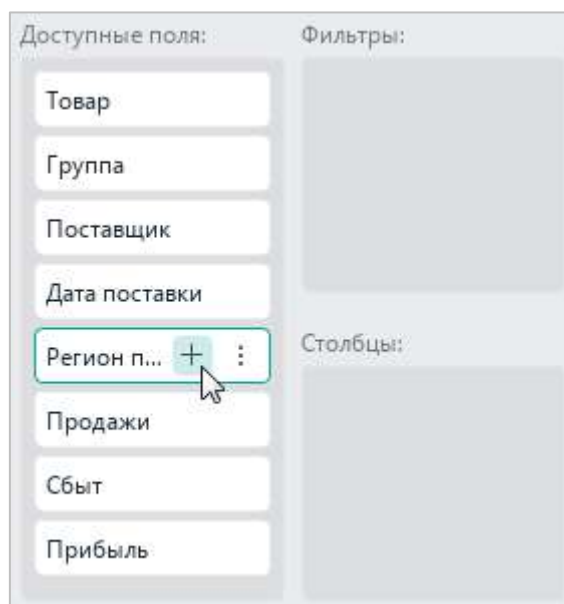 Доступные поля:
Фильтры:
Товар
Группа
Поставщик
Дата поставки
Регион п...
Продажи
Сбыт
Прибыль
Столбцы: